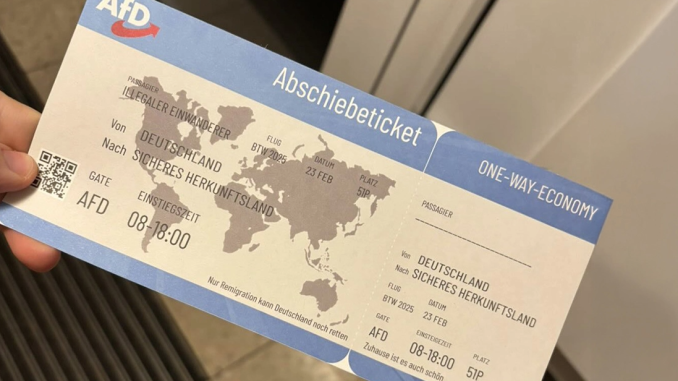 AfD
Abschiebeticket
ONE-WAY-ECONOMY
PASSAGIER
ILLEGALER EINWANDERER
Von DEUTSCHLAND
Nach SICHERES HERKUNFTSLAND
FLUG
BTW 2025
DATUM
23 FEB
PLATZ
51P
GATE
AFD
EINSTIEGSZEIT
08-18:00
Nur Remigration kann Deutschland noch retten
PASSAGIER
Von DEUTSCHLAND
Nach SICHERES HERKUNFTSLAND
FLUG
BTW 2025
DATUM
23 FEB
GATE
AFD
EINSTEIGEZEIT
08-18:00
PLATZ
51P
Zuhause ist es auch schön